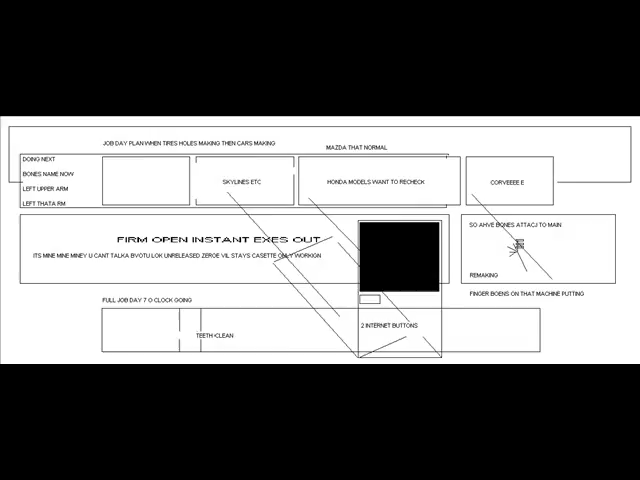 JOB DAY PLAN WHEN TIRES HOLES MAKING THEN CARS MAKING
MAZDA THAT NORMAL
DOING NEXT
BONES NAME NOW
LEFT UPPER ARM
LEFT THATA RM
SKYLINES ETC
HONDA MODELS WANT TO RECHECK
CORVEEEE E
FIRM OPEN INSTANT EXES OUT
ITS MINE MINE MINEY U CANT TALKA BVOTU LOK UNRELEASED ZEROE VIL STAYS CASETTE ONLY WORKIGN
SO AHVE BONES ATTACJ TO MAIN
REMAKING
FINGER BOENS ON THAT MACHINE PUTTING
FULL JOB DAY 7 O CLOCK GOING
TEETH CLEAN
2 INTERNET BUTTONS